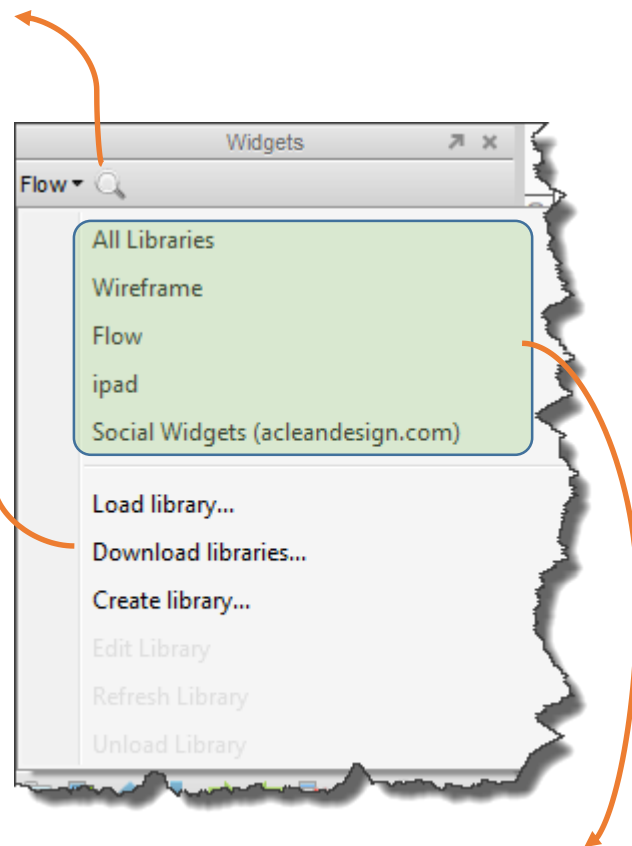 Widgets
Flow
All Libraries
Wireframe
Flow
ipad
Social Widgets (acleandesign.com)
Load library...
Download libraries...
Create library...
Edit Library
Refresh Library
Unload Library